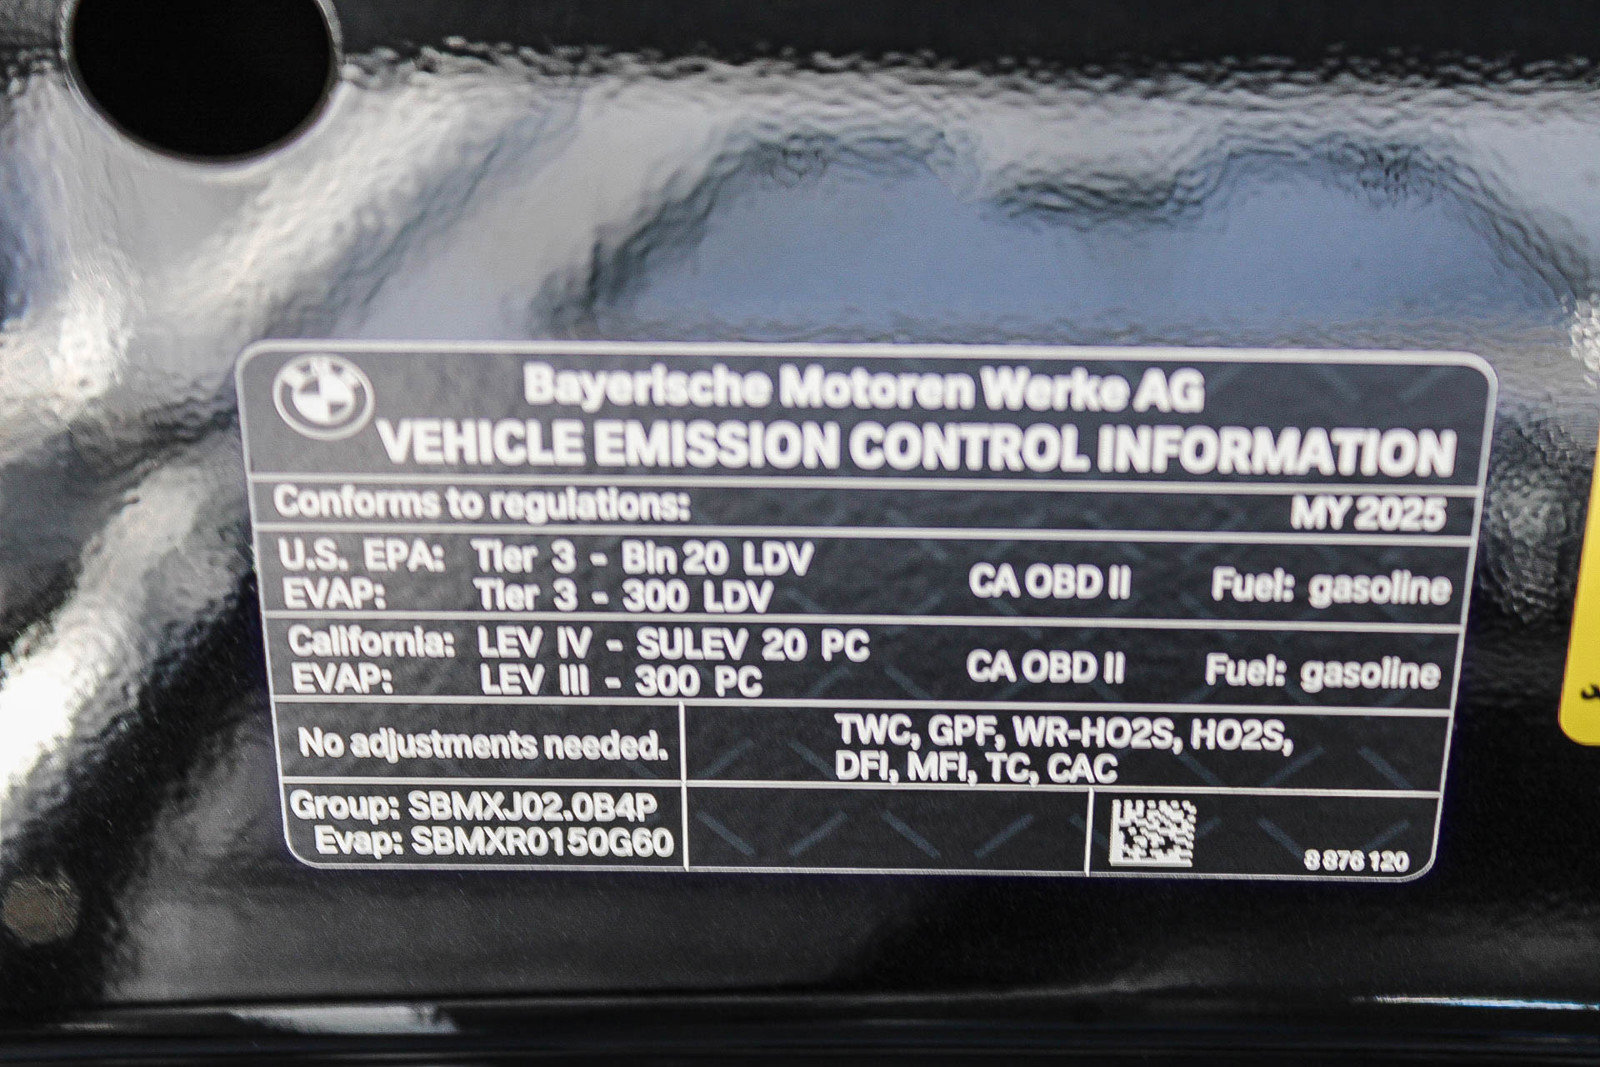 Bayerische Motoren Werke AG
VEHICLE EMISSION CONTROL INFORMATION
Conforms to regulations: MY 2025
U.S. EPA: Tier 3 - Bin 20 LDV
EVAP: Tier 3 - 300 LDV
CA OBD II Fuel: gasoline
California: LEV IV - SULEV 20 PC
EVAP: LEV III - 300 PC
CA OBD II Fuel: gasoline
No adjustments needed.
TWC, GPF, WR-HO2S, HO2S,
DFI, MFI, TC, CAC
Group: SBMXJ02.0B4P
Evap: SBMXR0150G60
8 876 120